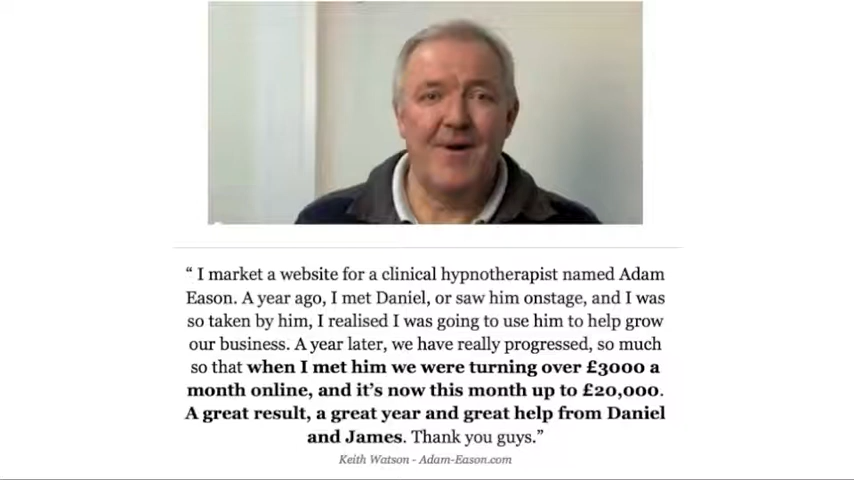 “ I market a website for a clinical hypnotherapist named Adam
Eason. A year ago, I met Daniel, or saw him onstage, and I was
so taken by him, I realised I was going to use him to help grow
our business. A year later, we have really progressed, so much
so that when I met him we were turning over £3000 a
month online, and it’s now this month up to £20,000.
A great result, a great year and great help from Daniel
and James. Thank you guys.”
Keith Watson - Adam-Eason.com